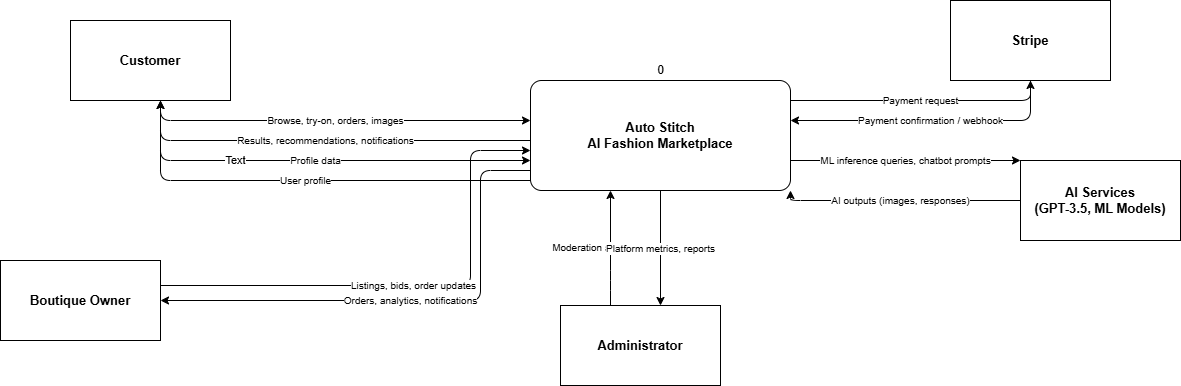 Stripe
Customer
0
Payment request
Browse, try-on, orders, images
Auto Stitch
AI Fashion Marketplace
Payment confirmation / webhook
Results, recommendations, notifications
Text
Profile data
ML inference queries, chatbot prompts
User profile
AI Services
(GPT-3.5, ML Models)
AI outputs (images, responses)
Moderation
Platform metrics, reports
Listings, bids, order updates
Boutique Owner
Orders, analytics, notifications
Administrator